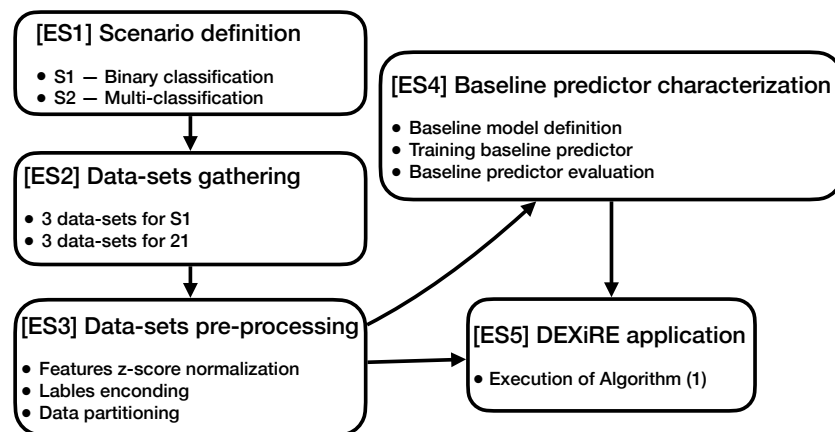 [ES1] Scenario definition
● S1 — Binary classification
● S2 — Multi-classification
[ES2] Data-sets gathering
● 3 data-sets for S1
● 3 data-sets for 21
[ES3] Data-sets pre-processing
● Features z-score normalization
● Lables enconding
● Data partitioning
[ES4] Baseline predictor characterization
● Baseline model definition
● Training baseline predictor
● Baseline predictor evaluation
[ES5] DEXiRE application
● Execution of Algorithm (1)